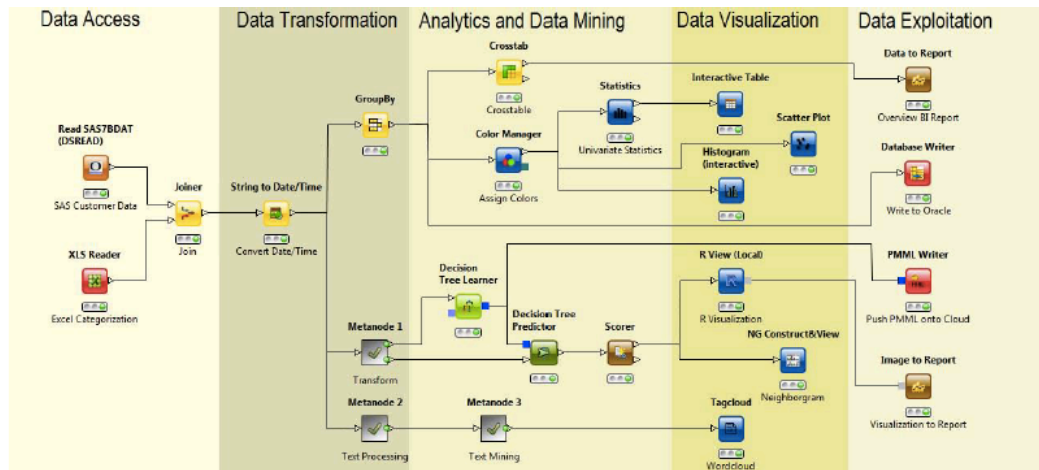 Data Access
Data Transformation
Analytics and Data Mining
Data Visualization
Data Exploitation
Read SAS7BDAT
(DSREAD)
SAS Customer Data
XLS Reader
Excel Categorization
Joiner
Join
String to Date/Time
Convert Date/Time
GroupBy
Metanode 1
Transform
Metanode 2
Text Processing
Crosstab
Crosstable
Color Manager
Assign Colors
Statistics
Univariate Statistics
Decision
Tree Learner
Decision Tree
Predictor
Scorer
Metanode 3
Text Mining
Interactive Table
Scatter Plot
Histogram
(interactive)
R View (Local)
R Visualization
NG Construct&View
Neighborgram
Tagcloud
Wordcloud
Data to Report
Overview BI Report
Database Writer
Write to Oracle
PMML Writer
Push PMML onto Cloud
Image to Report
Visualization to Report